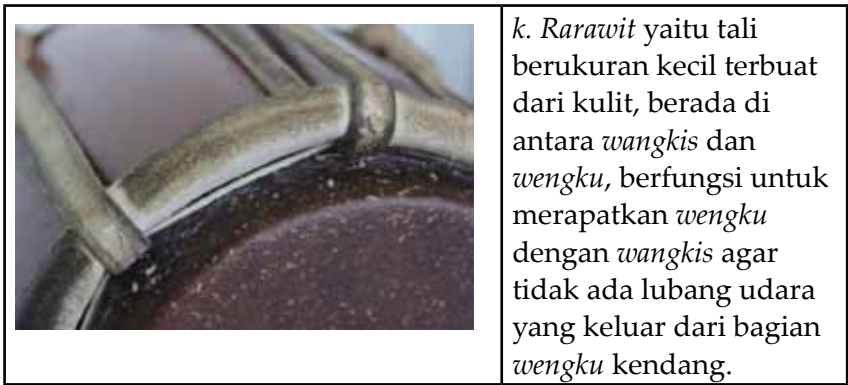 k. Rarawit yaitu tali
berukuran kecil terbuat
dari kulit, berada di
antara wangkis dan
wengku, berfungsi untuk
merapatkan wengku
dengan wangkis agar
tidak ada lubang udara
yang keluar dari bagian
wengku kendang.